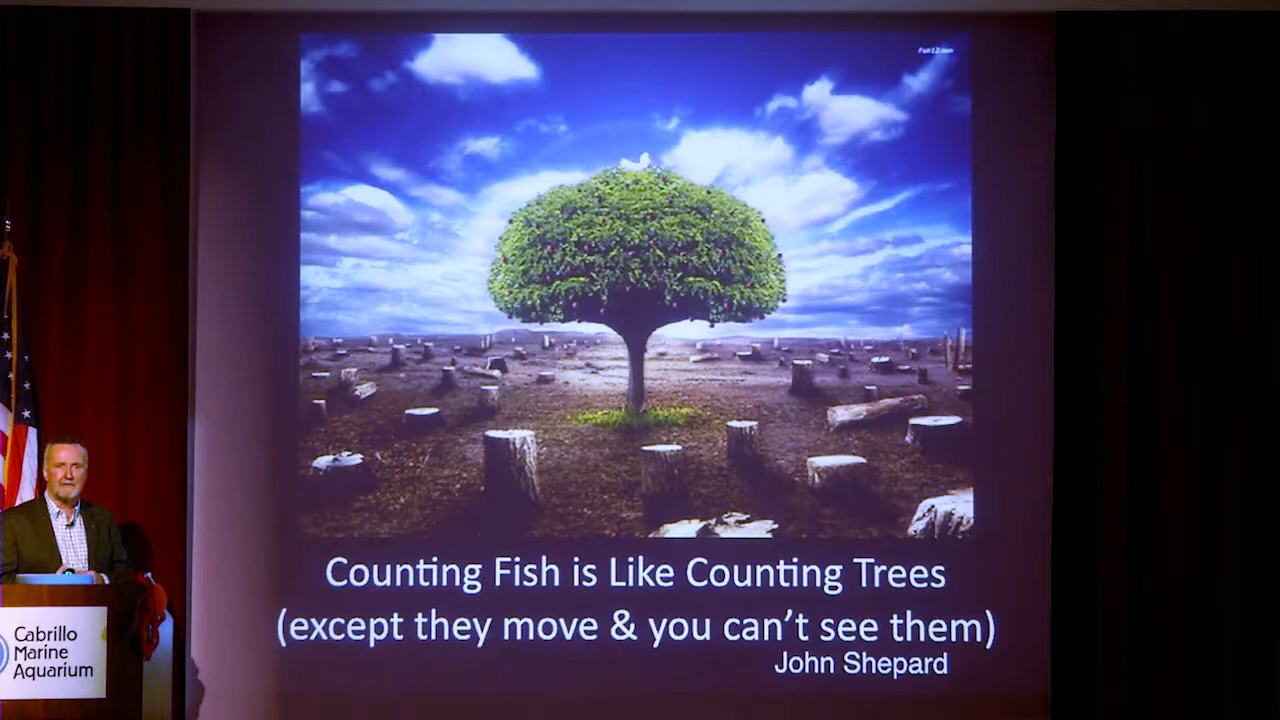 Counting Fish is Like Counting Trees
(except they move & you can't see them)
John Shepard
Cabrillo
Marine
Aquarium